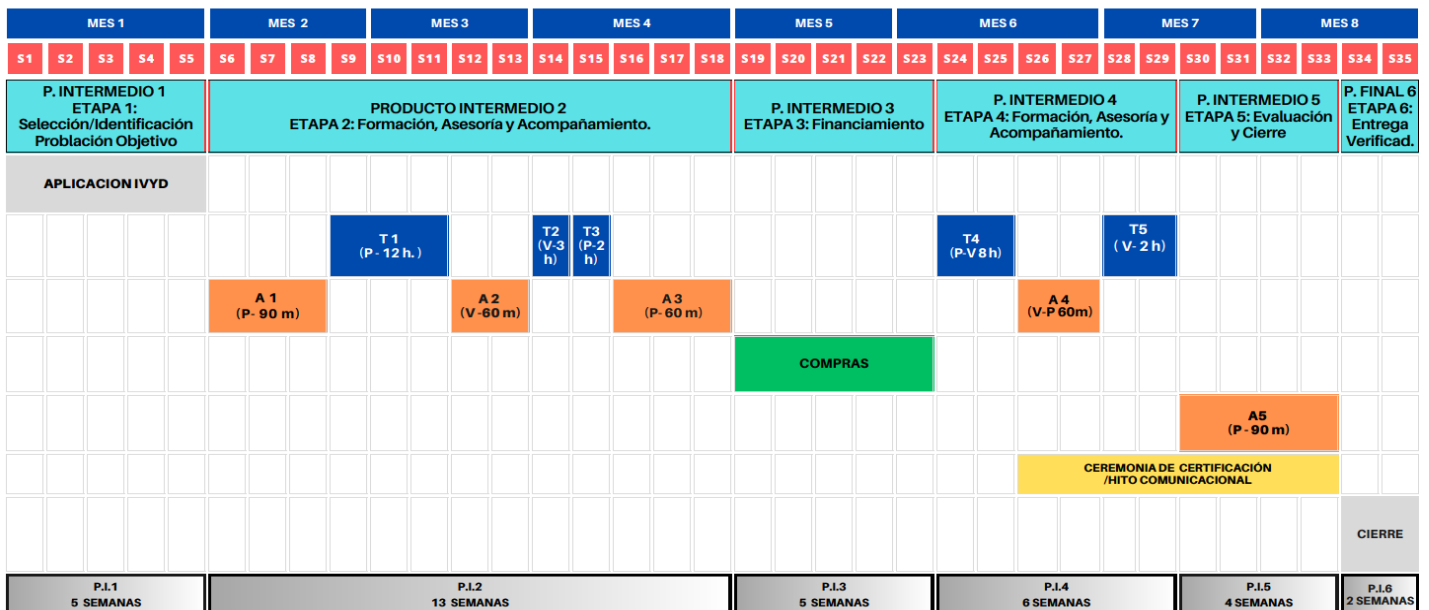 MES 1 MES 2 MES 3 MES 4 MES 5 MES 6 MES 7 MES 8
S1 S2 S3 S4 S5 S6 S7 S8 S9 S10 S11 S12 S13 S14 S15 S16 S17 S18 S19 S20 S21 S22 S23 S24 S25 S26 S27 S28 S29 S30 S31 S32 S33 S34 S35
P. INTERMEDIO 1
ETAPA 1:
Selección/Identificación
Problación Objetivo
PRODUCTO INTERMEDIO 2
ETAPA 2: Formación, Asesoría y Acompañamiento.
P. INTERMEDIO 3
ETAPA 3: Financiamiento
P. INTERMEDIO 4
ETAPA 4: Formación, Asesoría y
Acompañamiento.
P. INTERMEDIO 5
ETAPA 5: Evaluación
y Cierre
P. FINAL 6
ETAPA 6:
Entrega
Verificad.
APLICACION IVYD
T 1
(P - 12 h. )
T2
(V-3
h)
T3
(P-2
h)
T4
(P-V 8 h)
T5
( V- 2 h)
A 1
(P- 90 m)
A 2
(V -60 m)
A 3
(P- 60 m)
A 4
(V-P 60m)
COMPRAS
A5
(P - 90 m)
CEREMONIA DE CERTIFICACIÓN
/HITO COMUNICACIONAL
CIERRE
P.I.1
5 SEMANAS
P.I.2
13 SEMANAS
P.I.3
5 SEMANAS
P.I.4
6 SEMANAS
P.I.5
4 SEMANAS
P.I.6
2 SEMANAS